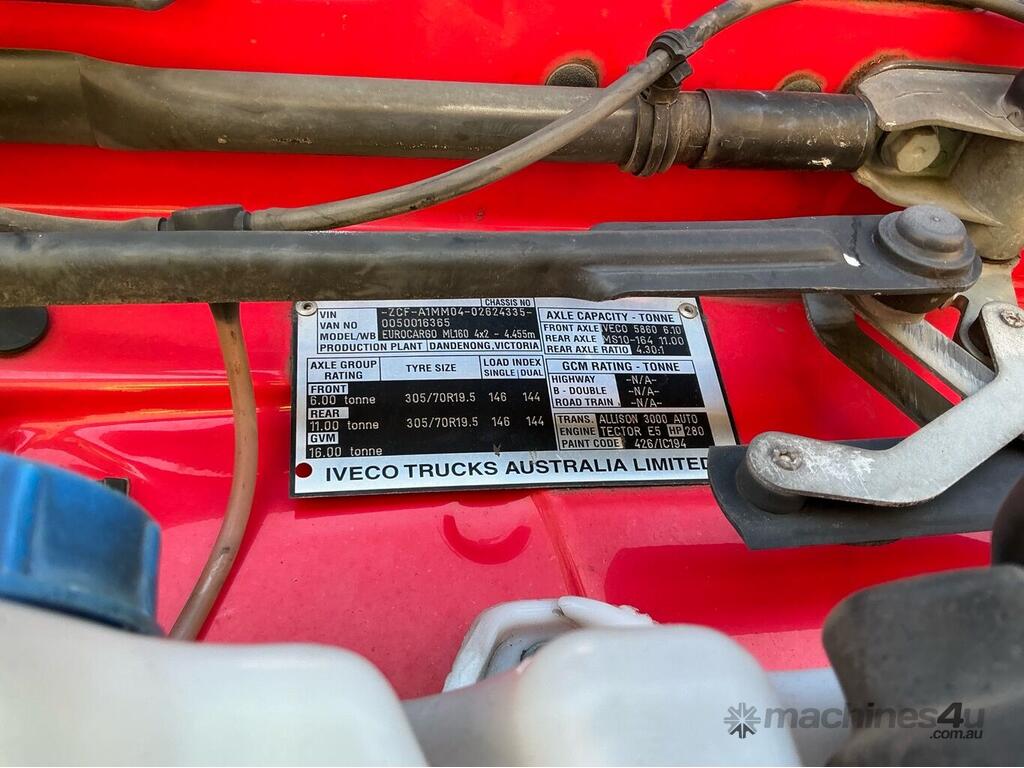 CHASSIS NO
VIN -ZCF-A1MM04-02624335-
VAN NO 0050016365
MODEL/WB EUROCARGO ML160 4x2 - 4.455m
PRODUCTION PLANT DANDENONG, VICTORIA
AXLE GROUP RATING TYRE SIZE LOAD INDEX SINGLE DUAL
FRONT
6.00 tonne 305/70R19.5 146 144
REAR
11.00 tonne 305/70R19.5 146 144
GVM
16.00 tonne
AXLE CAPACITY - TONNE
FRONT AXLE IVECO 5860 6.10
REAR AXLE MS10-164 11.00
REAR AXLE RATIO 4.30:1
GCM RATING - TONNE
HIGHWAY -N/A-
B - DOUBLE -N/A-
ROAD TRAIN -N/A-
TRANS. ALLISON 3000 AUTO
ENGINE TECTOR E5 HP 280
PAINT CODE 426/1C194
IVECO TRUCKS AUSTRALIA LIMITED
machines4u
.com.au